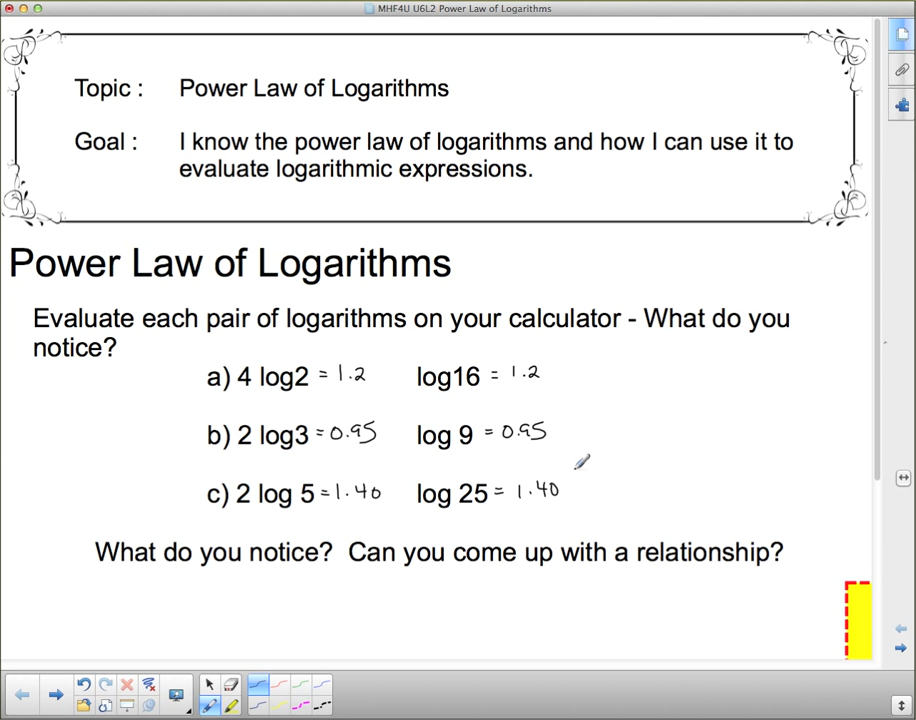 MHF4U U6L2 Power Law of Logarithms
Topic : Power Law of Logarithms
Goal : I know the power law of logarithms and how I can use it to
evaluate logarithmic expressions.
Power Law of Logarithms
Evaluate each pair of logarithms on your calculator - What do you
notice?
a) 4 log2 = 1.2 log16 = 1.2
b) 2 log3 = 0.95 log 9 = 0.95
c) 2 log 5 = 1.40 log 25 = 1.40
What do you notice? Can you come up with a relationship?